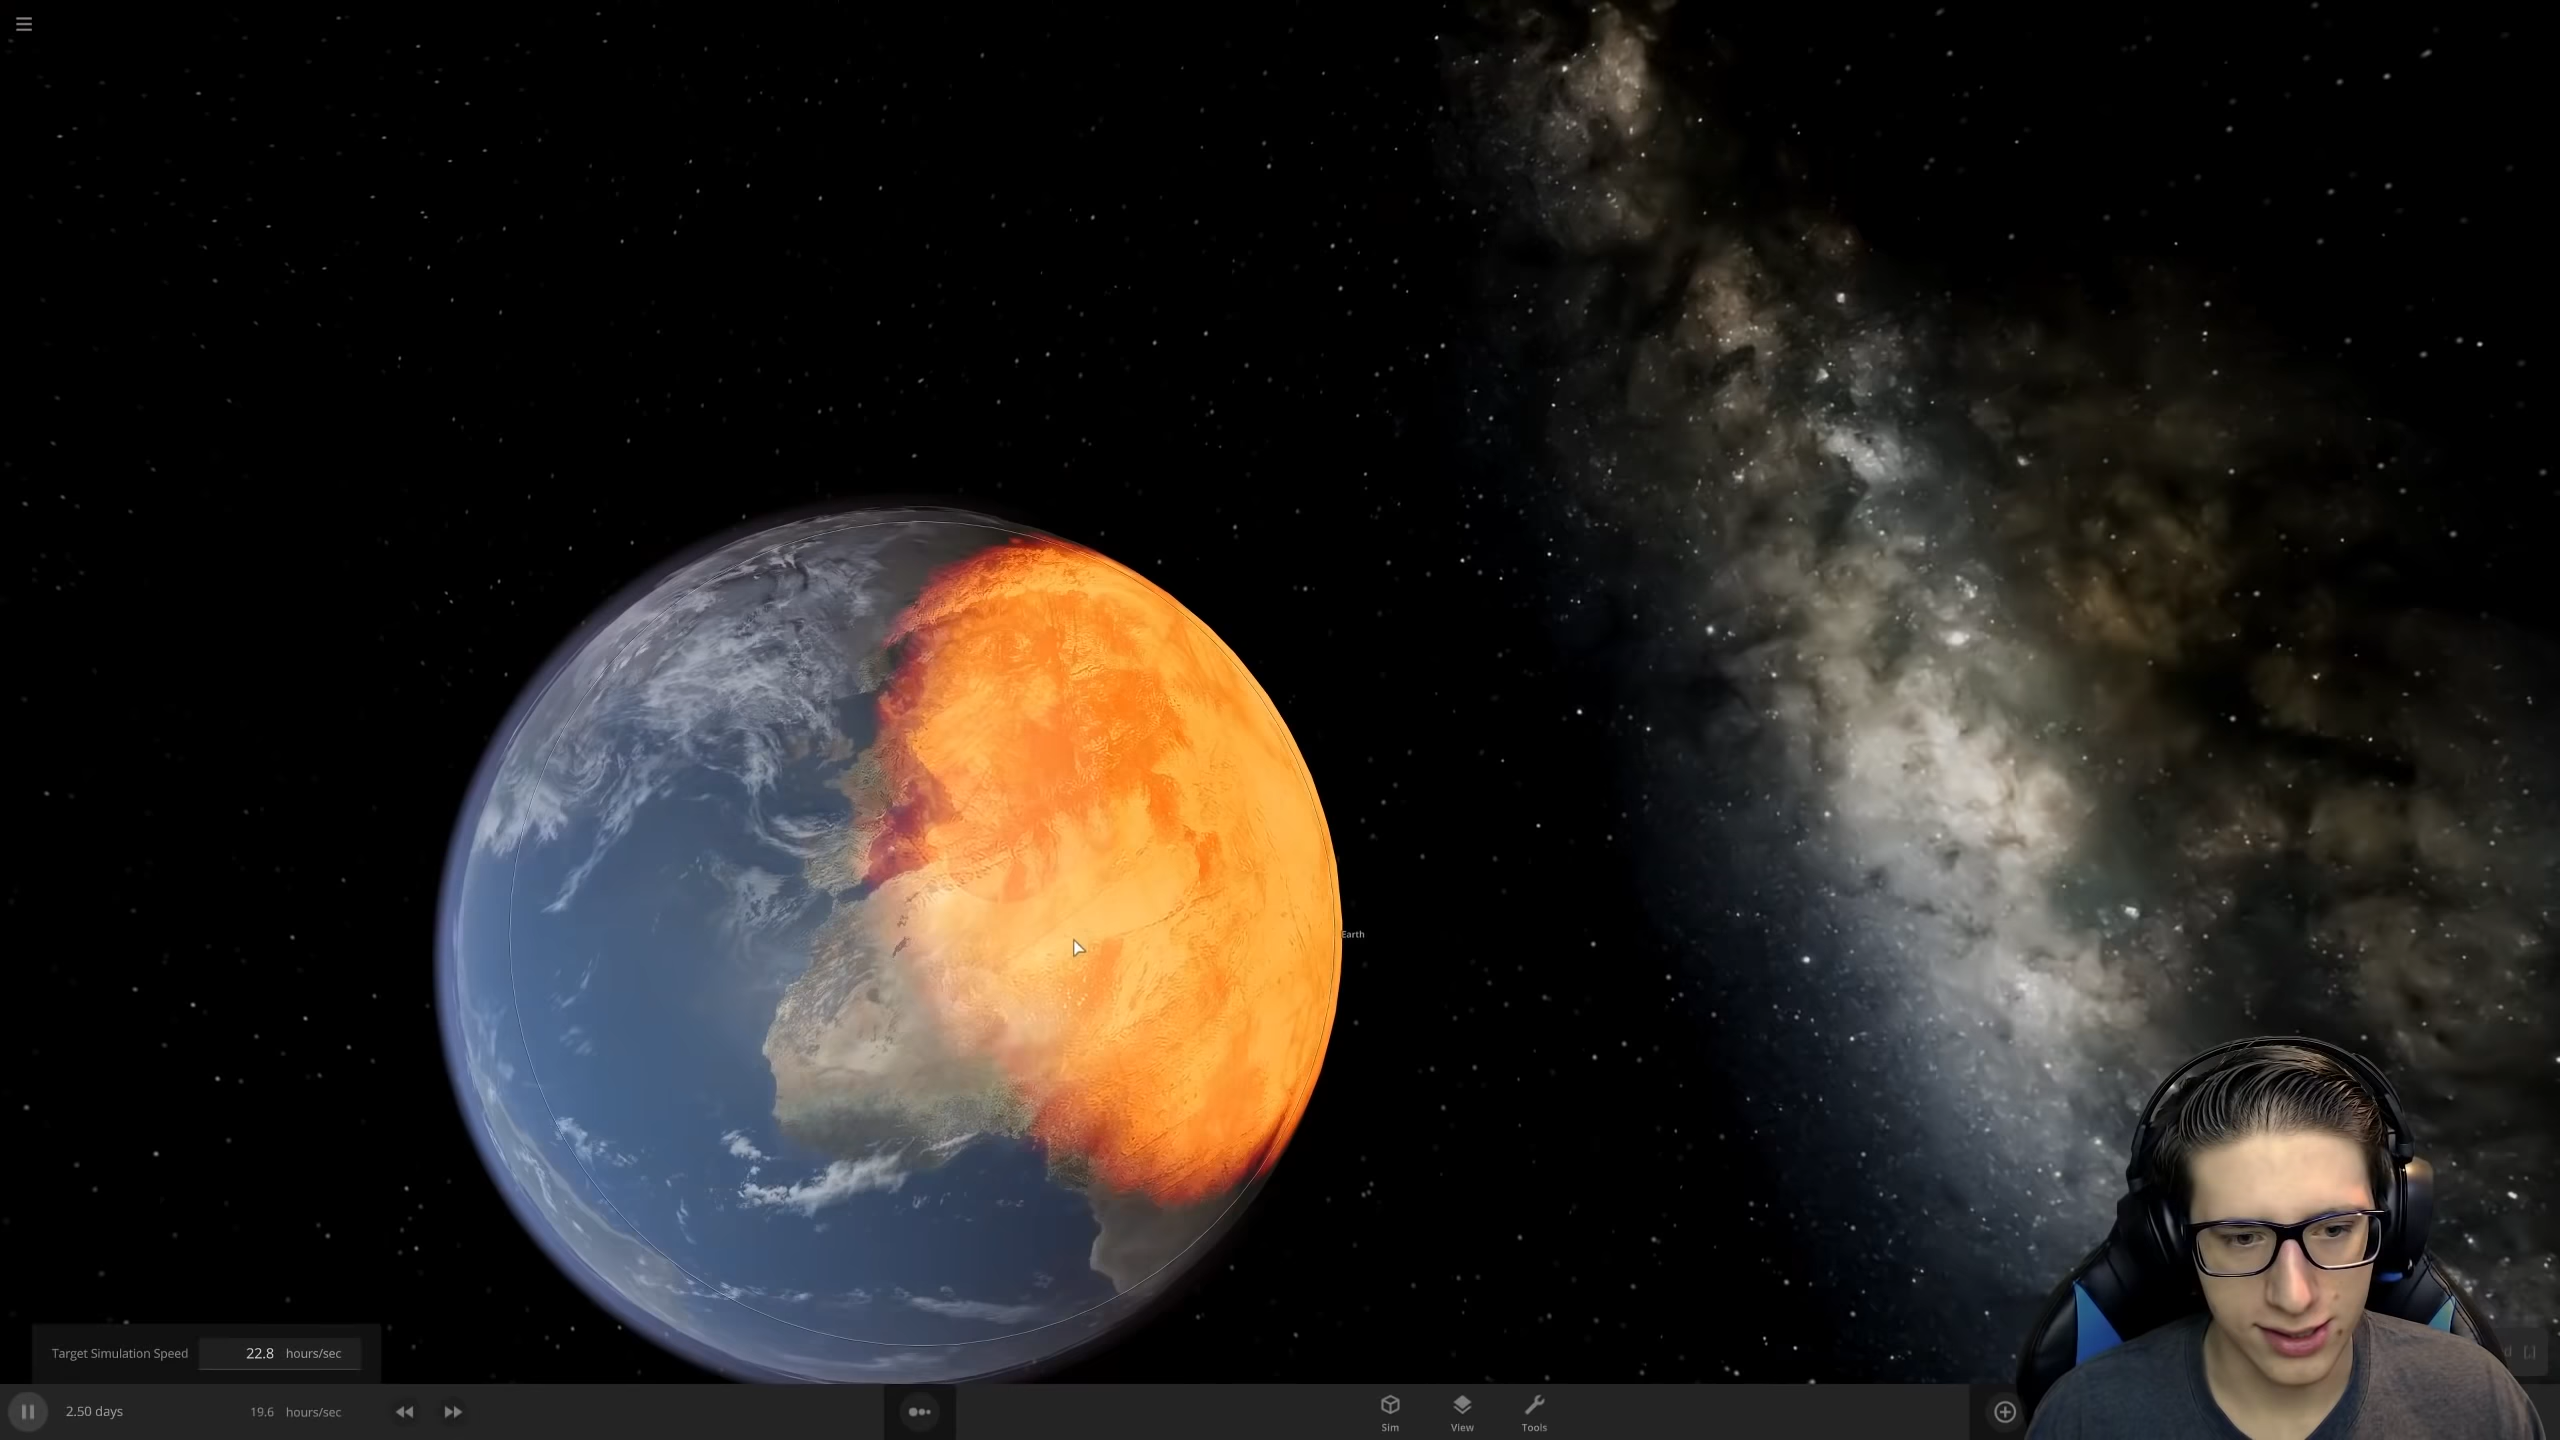 Earth
Target Simulation Speed 22.8 hours/sec
d [,]
2.50 days 19.6 hours/sec
Sim View Tools